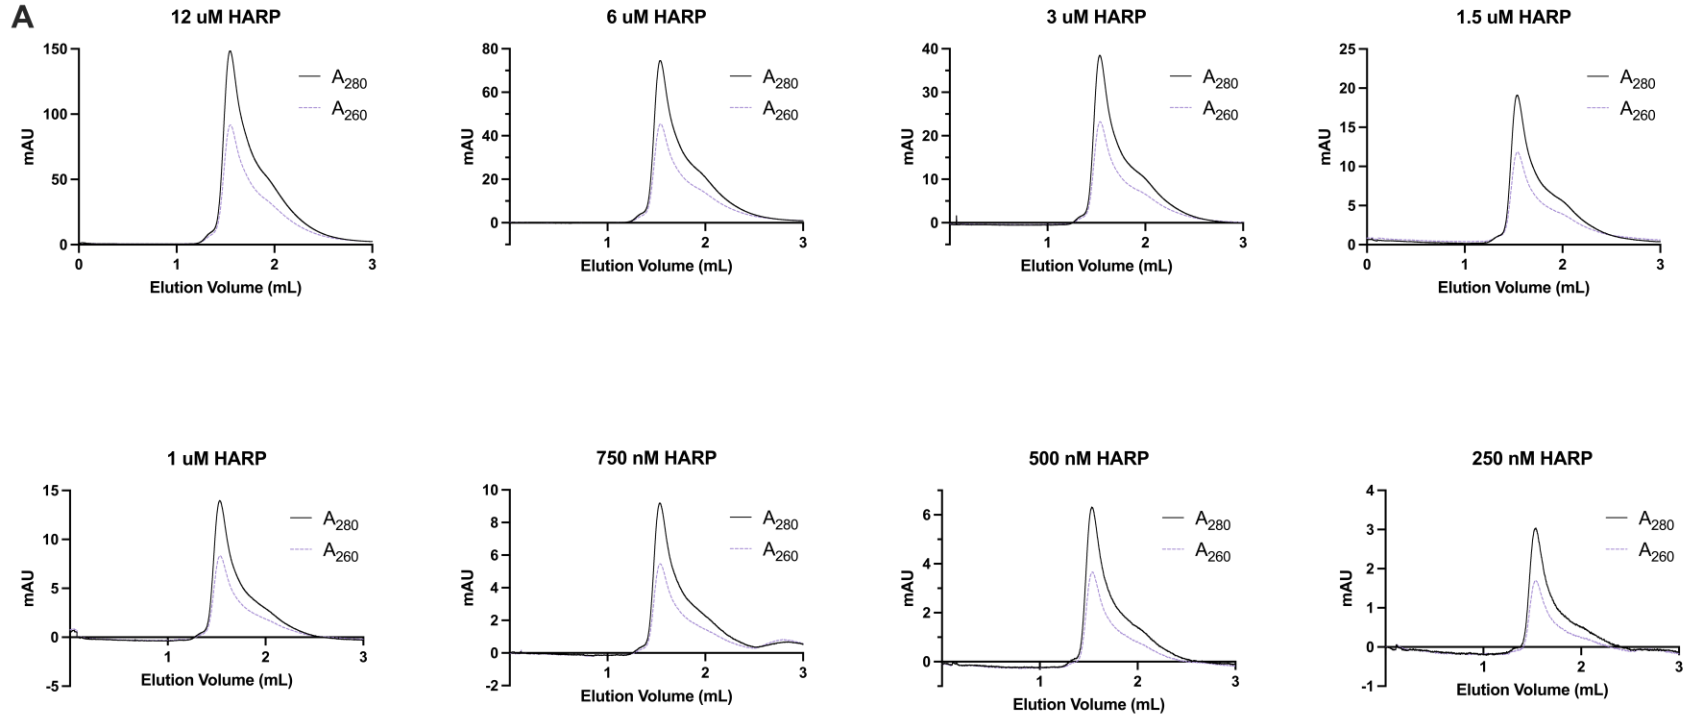 A
12 uM HARP
150
100
50
0
0 1 2 3
mAU
Elution Volume (mL)
A280
A260
6 uM HARP
80
60
40
20
0
1 2 3
mAU
Elution Volume (mL)
A280
A260
3 uM HARP
40
30
20
10
0
1 2 3
mAU
Elution Volume (mL)
A280
A260
1.5 uM HARP
25
20
15
10
5
0
0 1 2 3
mAU
Elution Volume (mL)
A280
A260
1 uM HARP
15
10
5
0
-5
1 2 3
mAU
Elution Volume (mL)
A280
A260
750 nM HARP
10
8
6
4
2
0
-2
1 2 3
mAU
Elution Volume (mL)
A280
A260
500 nM HARP
6
4
2
0
1 2 3
mAU
Elution Volume (mL)
A280
A260
250 nM HARP
4
3
2
1
0
-1
1 2 3
mAU
Elution Volume (mL)
A280
A260